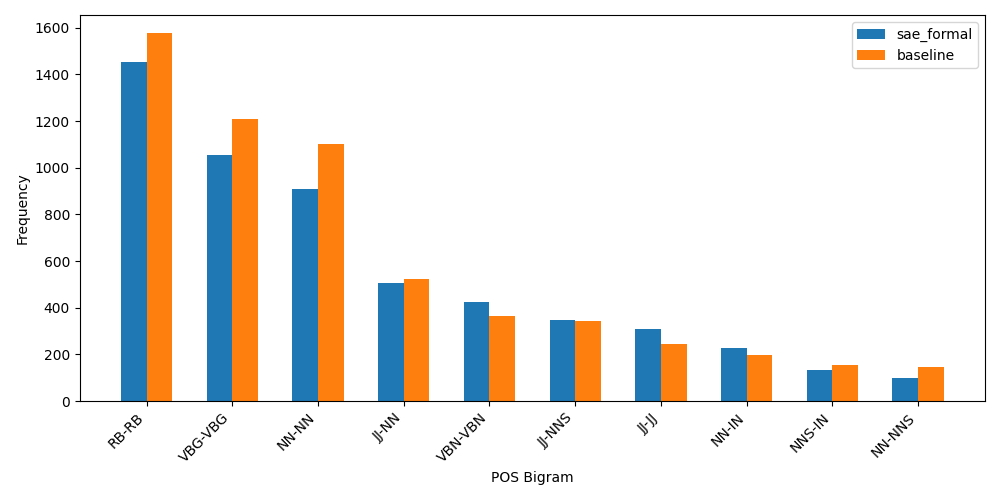 sae_formal
baseline
Frequency
1600
1400
1200
1000
800
600
400
200
0
RB-RB
VBG-VBG
NN-NN
JJ-NN
VBN-VBN
JJ-NNS
JJ-JJ
NN-IN
NNS-IN
NN-NNS
POS Bigram